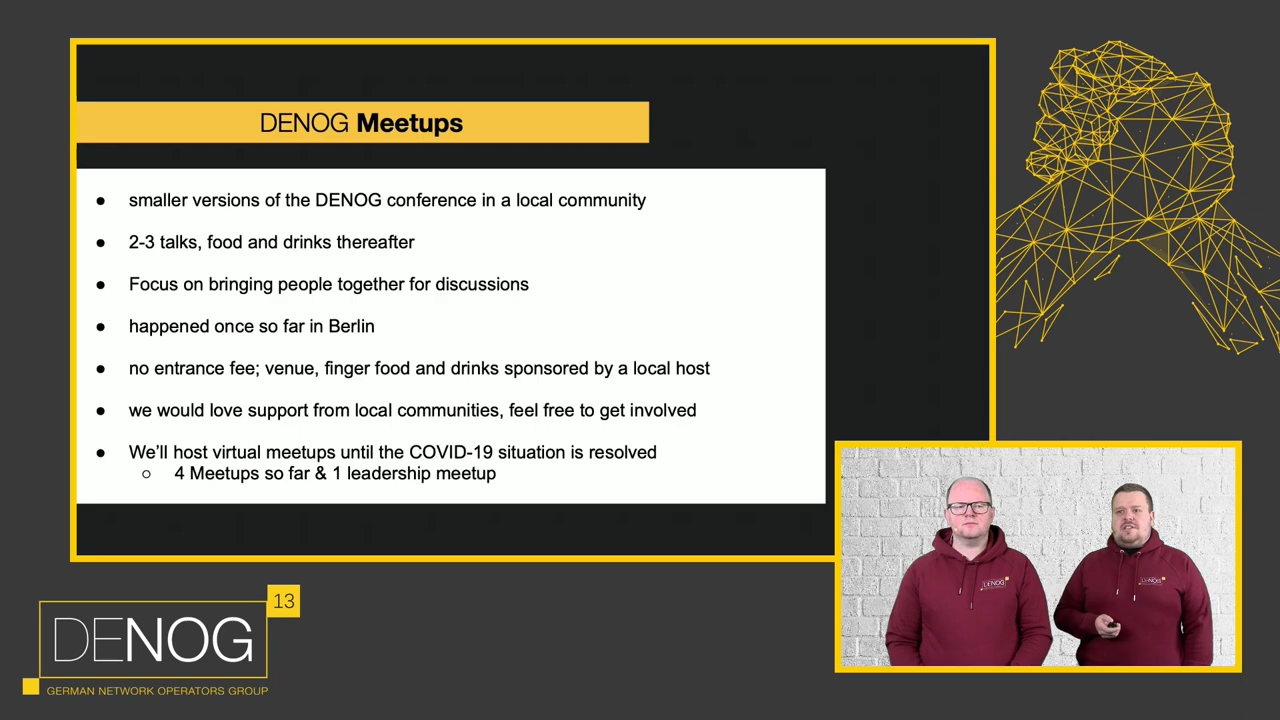 DENOG Meetups
● smaller versions of the DENOG conference in a local community
● 2-3 talks, food and drinks thereafter
● Focus on bringing people together for discussions
● happened once so far in Berlin
● no entrance fee; venue, finger food and drinks sponsored by a local host
● we would love support from local communities, feel free to get involved
● We'll host virtual meetups until the COVID-19 situation is resolved
○ 4 Meetups so far & 1 leadership meetup
DENOG
DENOG
13
DENOG
GERMAN NETWORK OPERATORS GROUP